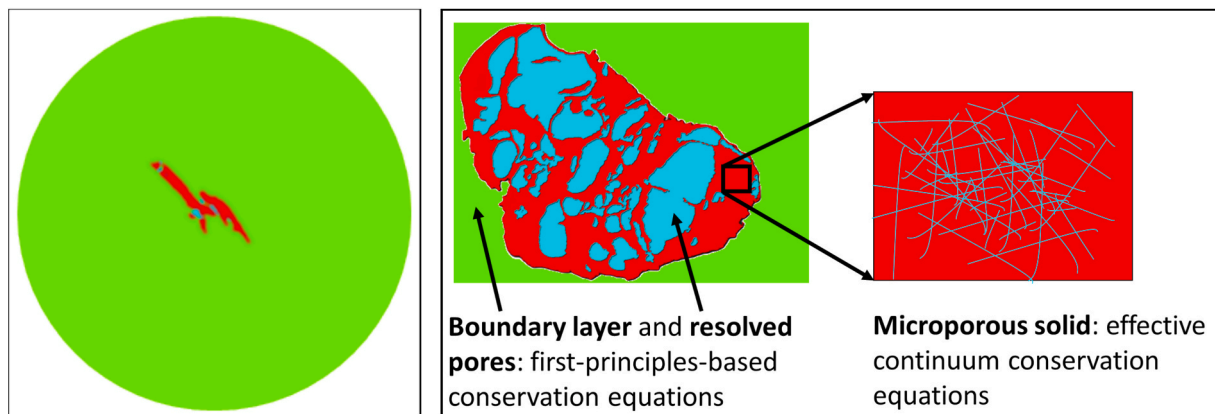 Boundary layer and resolved
pores: first-principles-based
conservation equations
Microporous solid: effective
continuum conservation
equations